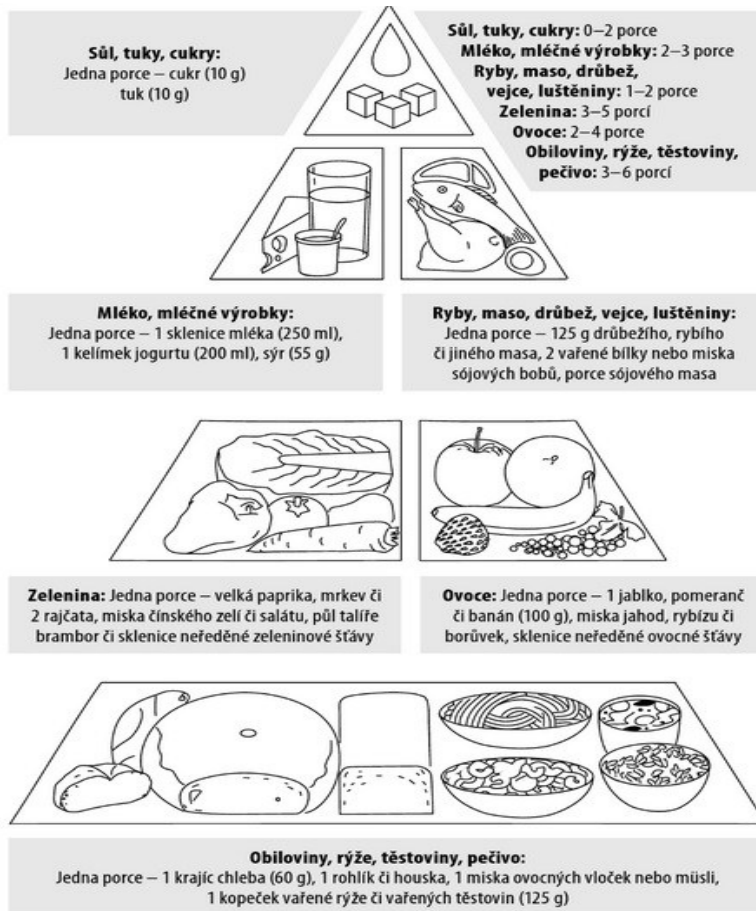 Sůl, tuky, cukry:
Jedna porce – cukr (10 g)
tuk (10 g)
Sůl, tuky, cukry: 0–2 porce
Mléko, mléčné výrobky: 2–3 porce
Ryby, maso, drůbež,
vejce, luštěniny: 1–2 porce
Zelenina: 3–5 porcí
Ovoce: 2–4 porce
Obiloviny, rýže, těstoviny,
pečivo: 3–6 porcí
Mléko, mléčné výrobky:
Jedna porce – 1 sklenice mléka (250 ml),
1 kelímek jogurtu (200 ml), sýr (55 g)
Ryby, maso, drůbež, vejce, luštěniny:
Jedna porce – 125 g drůbežího, rybího
či jiného masa, 2 vařené bílky nebo miska
sójových bobů, porce sójového masa
Zelenina: Jedna porce – velká paprika, mrkev či
2 rajčata, miska čínského zelí či salátu, půl talíře
brambor či sklenice neředěné zeleninové šťávy
Ovoce: Jedna porce – 1 jablko, pomeranč
či banán (100 g), miska jahod, rybízu či
borůvek, sklenice neředěné ovocné šťávy
Obiloviny, rýže, těstoviny, pečivo:
Jedna porce – 1 krajíc chleba (60 g), 1 rohlík či houska, 1 miska ovocných vloček nebo müsli,
1 kopeček vařené rýže či vařených těstovin (125 g)